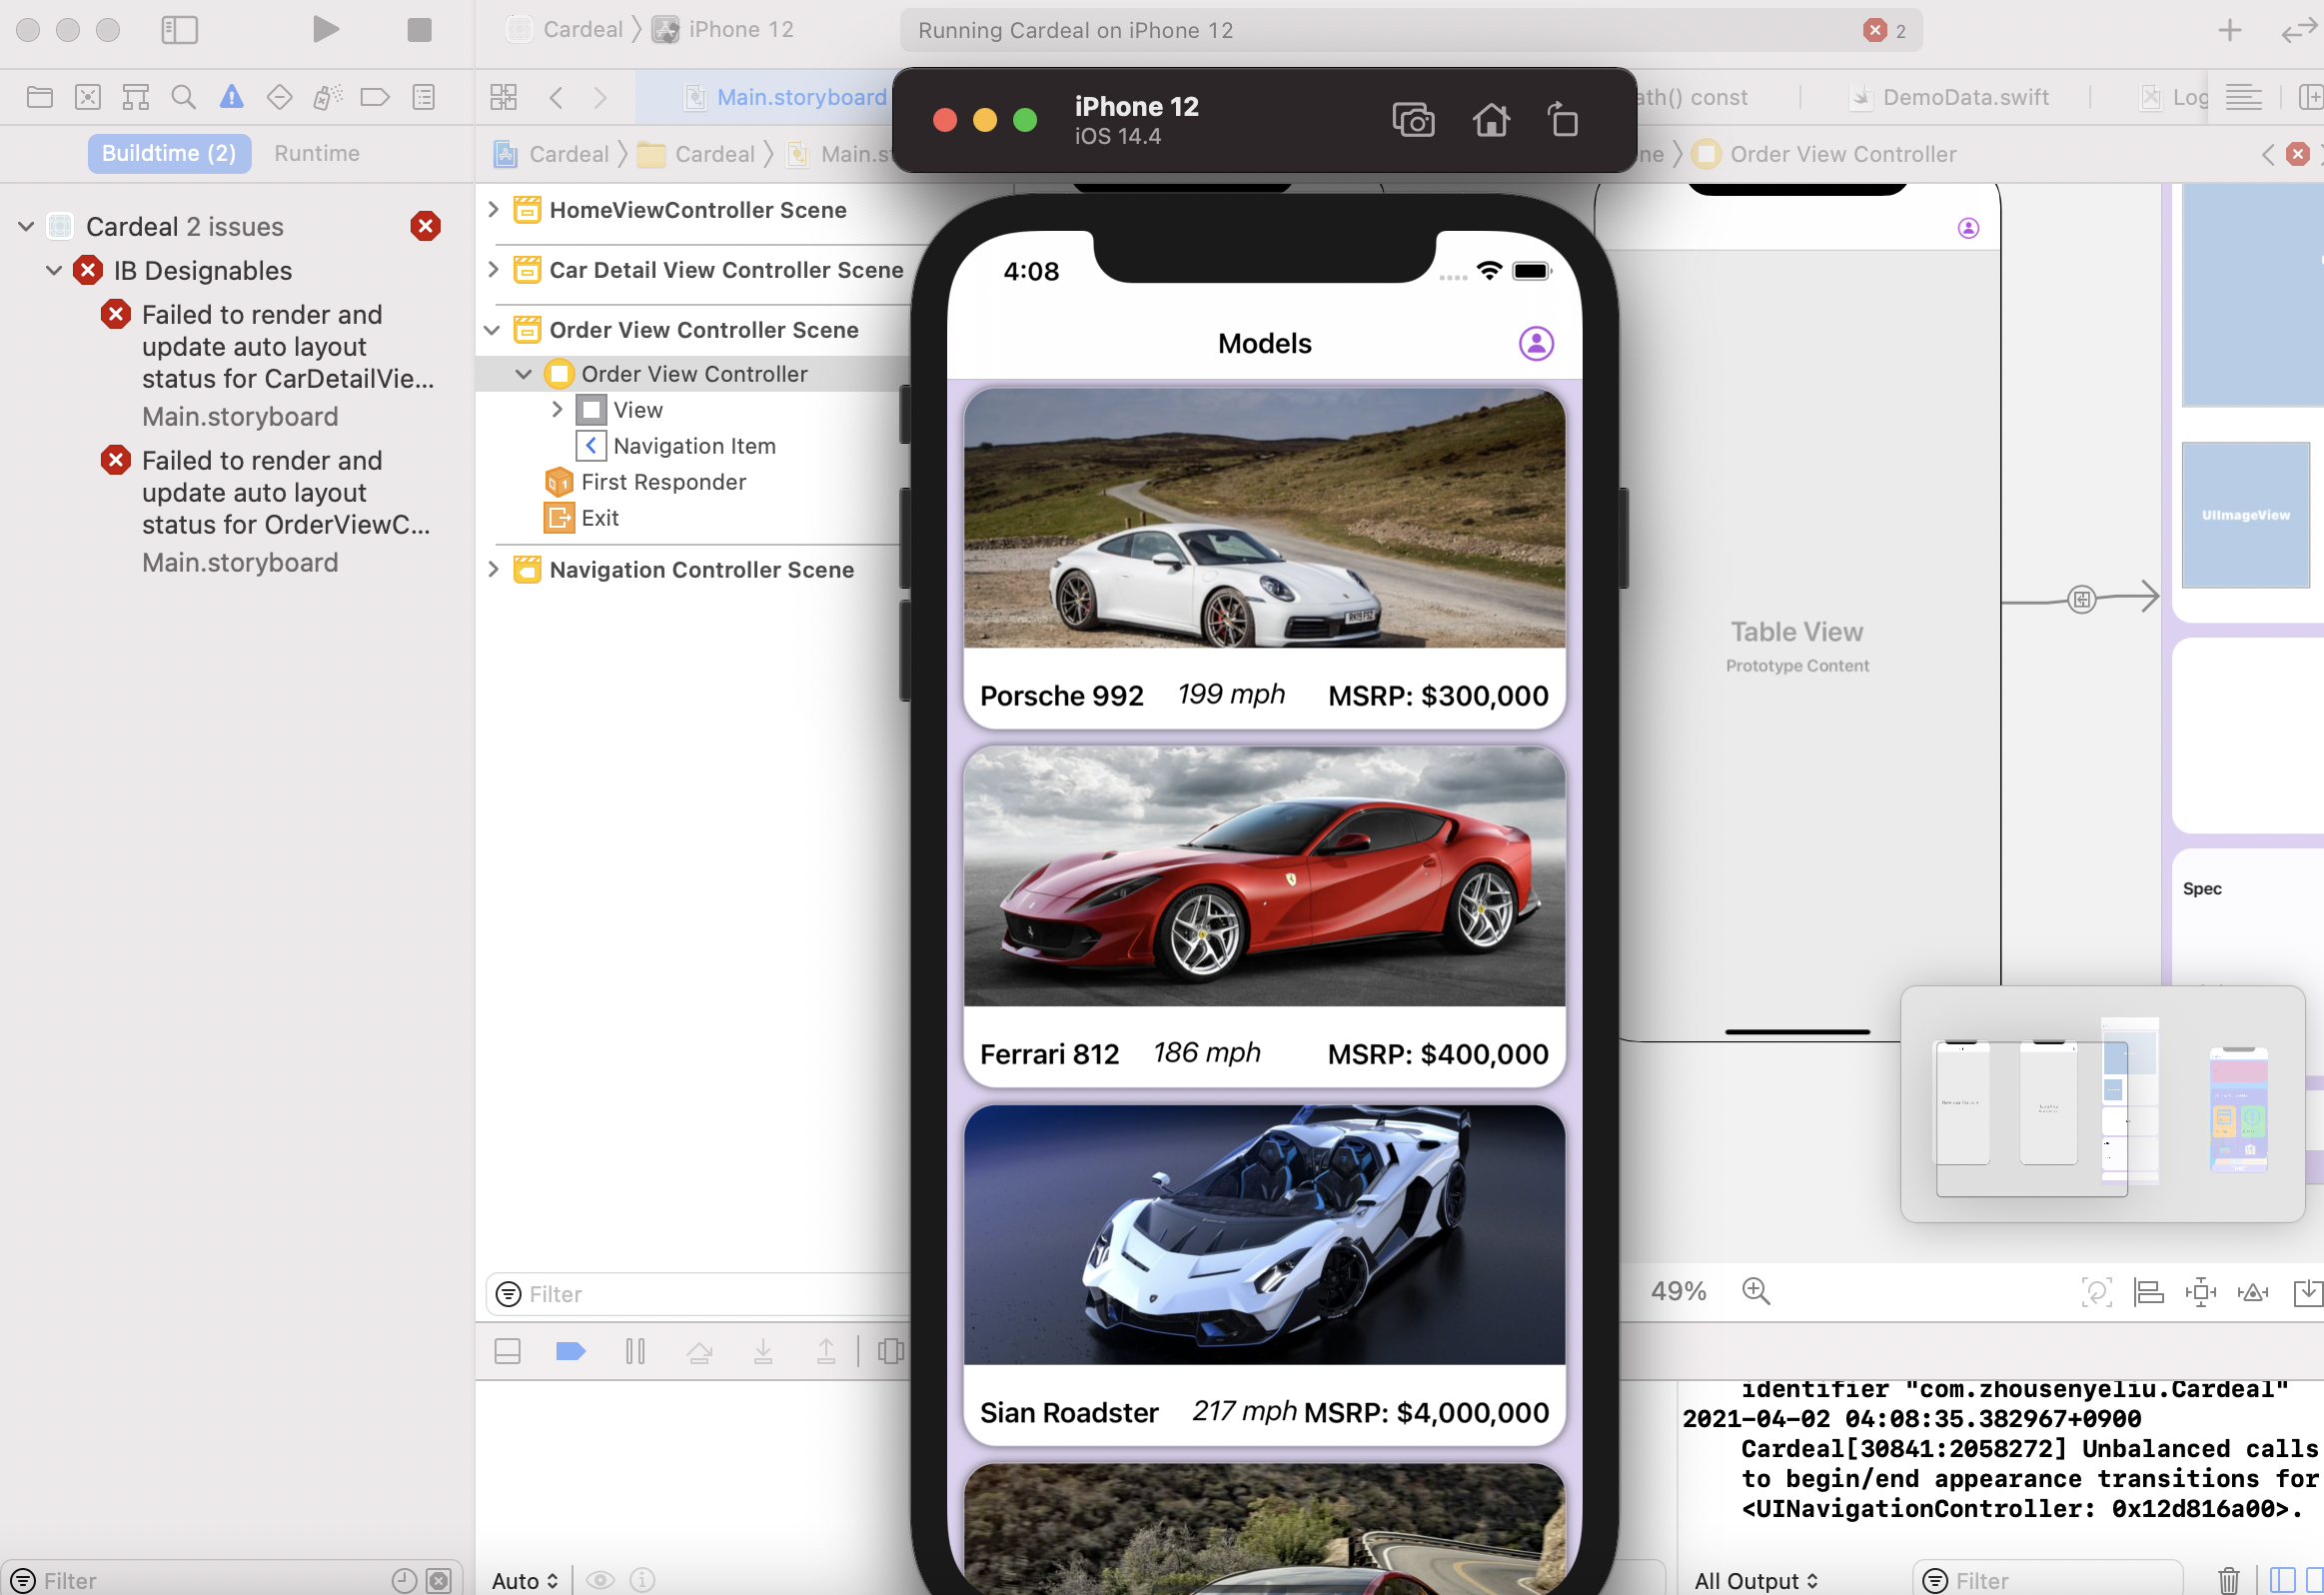 Cardeal
iPhone 12
Running Cardeal on iPhone 12
2
Main.storyboard
ath() const
DemoData.swift
Log
iPhone 12
iOS 14.4
Buildtime (2)
Runtime
Cardeal
Cardeal
Main.s
ne
Order View Controller
Cardeal 2 issues
IB Designables
Failed to render and
update auto layout
status for CarDetailVie...
Main.storyboard
Failed to render and
update auto layout
status for OrderViewC...
Main.storyboard
Filter
HomeViewController Scene
Car Detail View Controller Scene
Order View Controller Scene
Order View Controller
View
Navigation Item
First Responder
Exit
Navigation Controller Scene
Filter
4:08
Models
Porsche 992
199 mph
MSRP: $300,000
Ferrari 812
186 mph
MSRP: $400,000
Sian Roadster
217 mph
MSRP: $4,000,000
Table View
Prototype Content
UIImageView
Spec
49%
identifier "com.zhousenyeliu.Cardeal"
2021-04-02 04:08:35.382967+0900
Cardeal[30841:2058272] Unbalanced calls
to begin/end appearance transitions for
<UINavigationController: 0x12d816a00>.
Auto
All Output
Filter